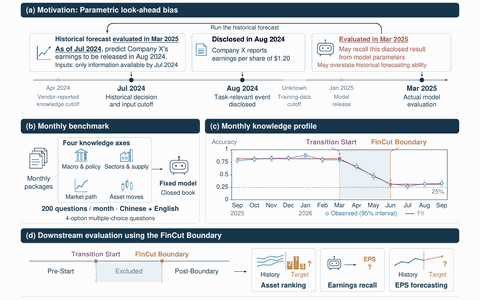 (a) Motivation: Parametric look-ahead bias
Run the historical forecast
Historical forecast evaluated in Mar 2025
As of Jul 2024, predict Company X's
earnings to be released in Aug 2024.
Inputs: only information available by Jul 2024
Disclosed in Aug 2024
Company X reports
earnings per share of $1.20
Evaluated in Mar 2025
May recall this disclosed result
from model parameters
May overstate historical forecasting ability
Apr 2024
Vendor-reported
knowledge cutoff
Jul 2024
Historical decision
and input cutoff
Aug 2024
Task-relevant event
disclosed
Unknown
Training-data
cutoff
Jan 2025
Model
release
Mar 2025
Actual model
evaluation
(b) Monthly benchmark
Monthly
packages
Four knowledge axes
Macro & policy
Sectors & supply
Market path
Asset moves
Fixed model
Closed book
200 questions / month · Chinese + English
4-option multiple-choice questions
(c) Monthly knowledge profile
Accuracy
Transition Start
FinCut Boundary
1
0.75
0.5
0.25
0
25%
Sep
Oct
Nov
Dec
Jan
Feb
Mar
Apr
May
Jun
Jul
Aug
Sep
2025
2026
Observed (95% interval)
Fit
(d) Downstream evaluation using the FinCut Boundary
Transition Start
FinCut Boundary
Pre-Start
Excluded
Post-Boundary
History
Target
?
Asset ranking
EPS
?
Earnings recall
History
Target
?
EPS forecasting